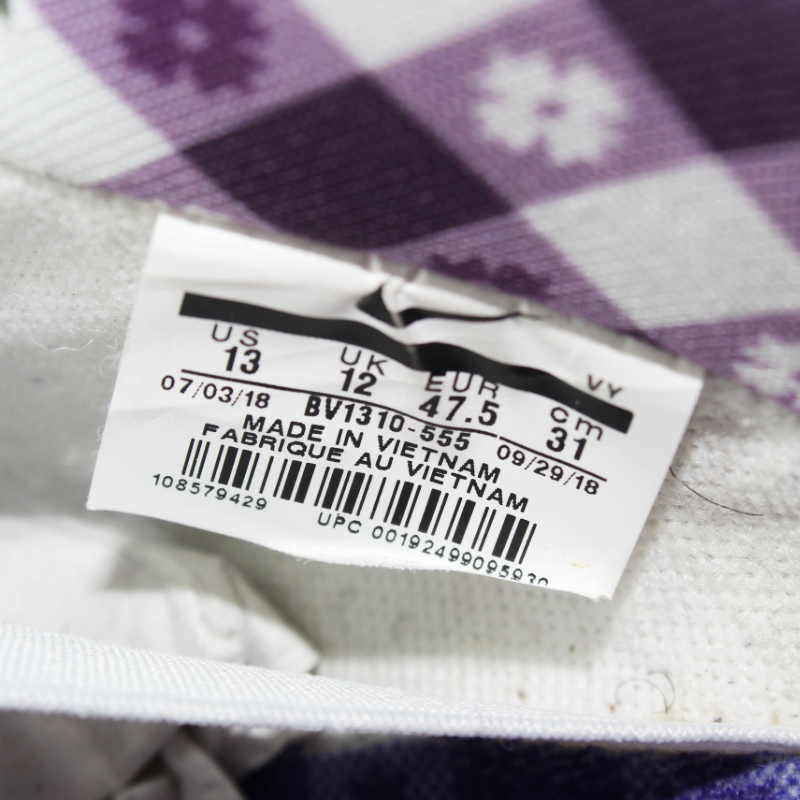 US UK EUR cm VY
13 12 47.5 31
07/03/18 BV1310-555 09/29/18
MADE IN VIETNAM
FABRIQUE AU VIETNAM
108579429
UPC 00192499095930